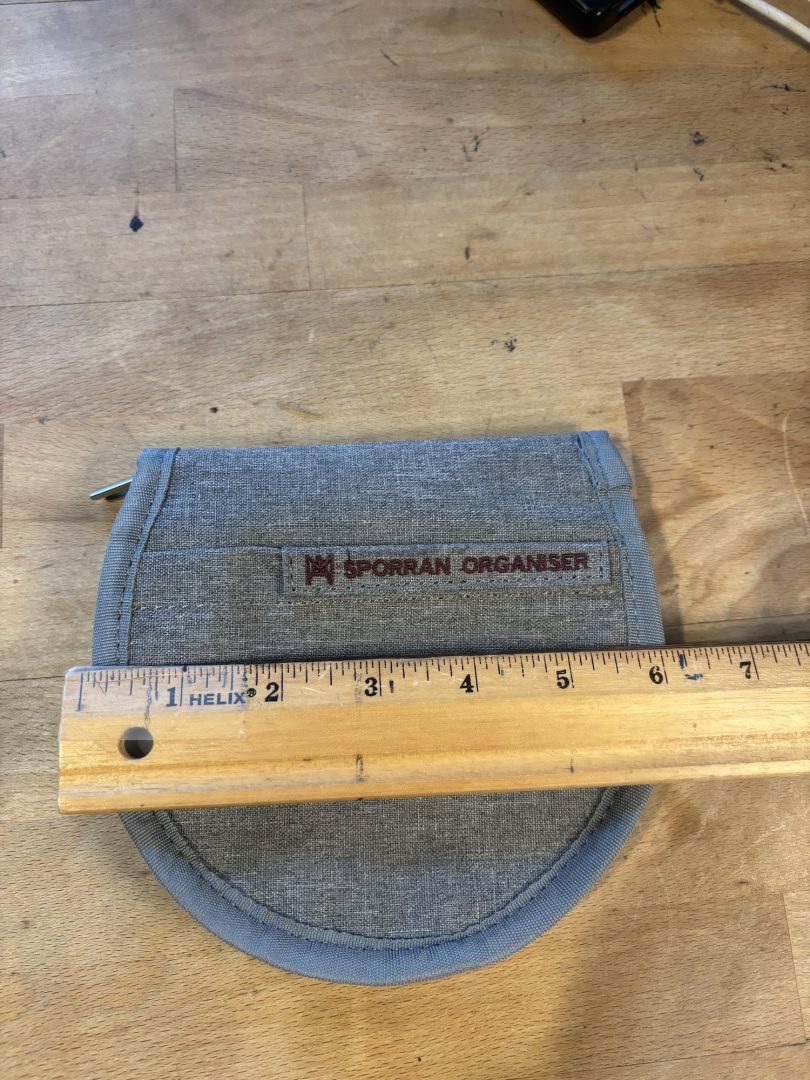 SPORRAN ORGANISER
1 HELIX® 2 3 4 5 6 7